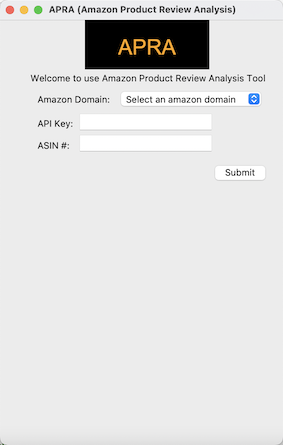 APRA (Amazon Product Review Analysis)
APRA
Welcome to use Amazon Product Review Analysis Tool
Amazon Domain: Select an amazon domain
API Key:
ASIN #:
Submit